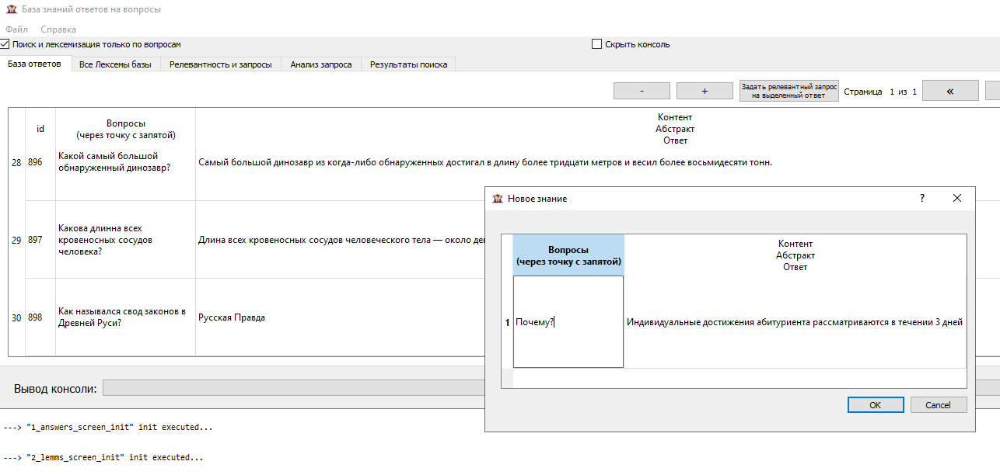 База знаний ответов на вопросы
Файл Справка
Поиск и лексемизация только по вопросам
Скрыть консоль
База ответов Все Лексемы базы Релевантность и запросы Анализ запроса Результаты поиска
- + Задать релевантный запрос Страница 1 из 1 «
на выделенный ответ
id Вопросы Контент
(через точку с запятой) Абстракт
Ответ
28 896 Какой самый большой Самый большой динозавр из когда-либо обнаруженных достигал в длину более тридцати метров и весил более восьмидесяти тонн.
обнаруженный динозавр?
29 897 Какова длинна всех Длина всех кровеносных сосудов человеческого тела — около де
кровеносных сосудов
человека?
30 898 Как назывался свод законов в Русская Правда
Древней Руси?
Новое знание ?
Вопросы Контент
(через точку с запятой) Абстракт
Ответ
1 Почему? Индивидуальные достижения абитуриента рассматриваются в течении 3 дней
OK Cancel
Вывод консоли:
---> "1_answers_screen_init" init executed...
---> "2_lemms_screen_init" init executed...